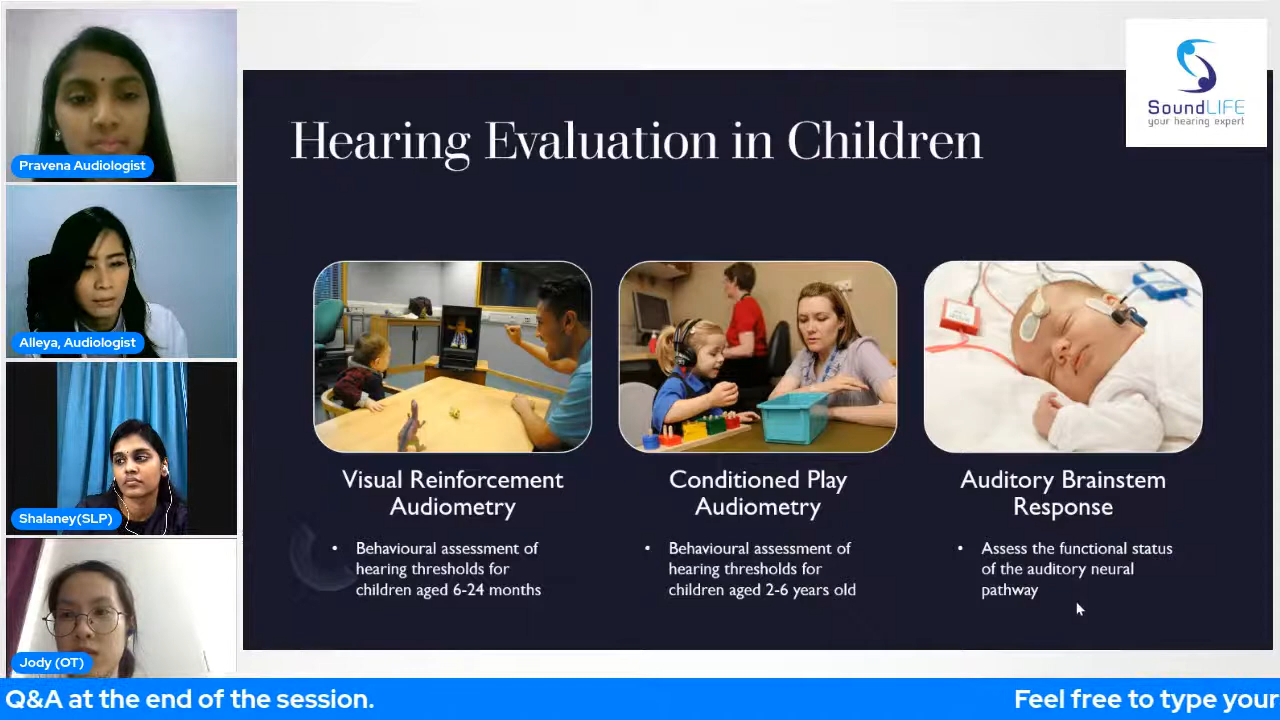 Pravena Audiologist
Alleya, Audiologist
Shalaney(SLP)
Jody (OT)
SoundLIFE
your hearing expert
Hearing Evaluation in Children
Visual Reinforcement
Audiometry
• Behavioural assessment of
hearing thresholds for
children aged 6-24 months
Conditioned Play
Audiometry
• Behavioural assessment of
hearing thresholds for
children aged 2-6 years old
Auditory Brainstem
Response
• Assess the functional status
of the auditory neural
pathway
Q&A at the end of the session.
Feel free to type your